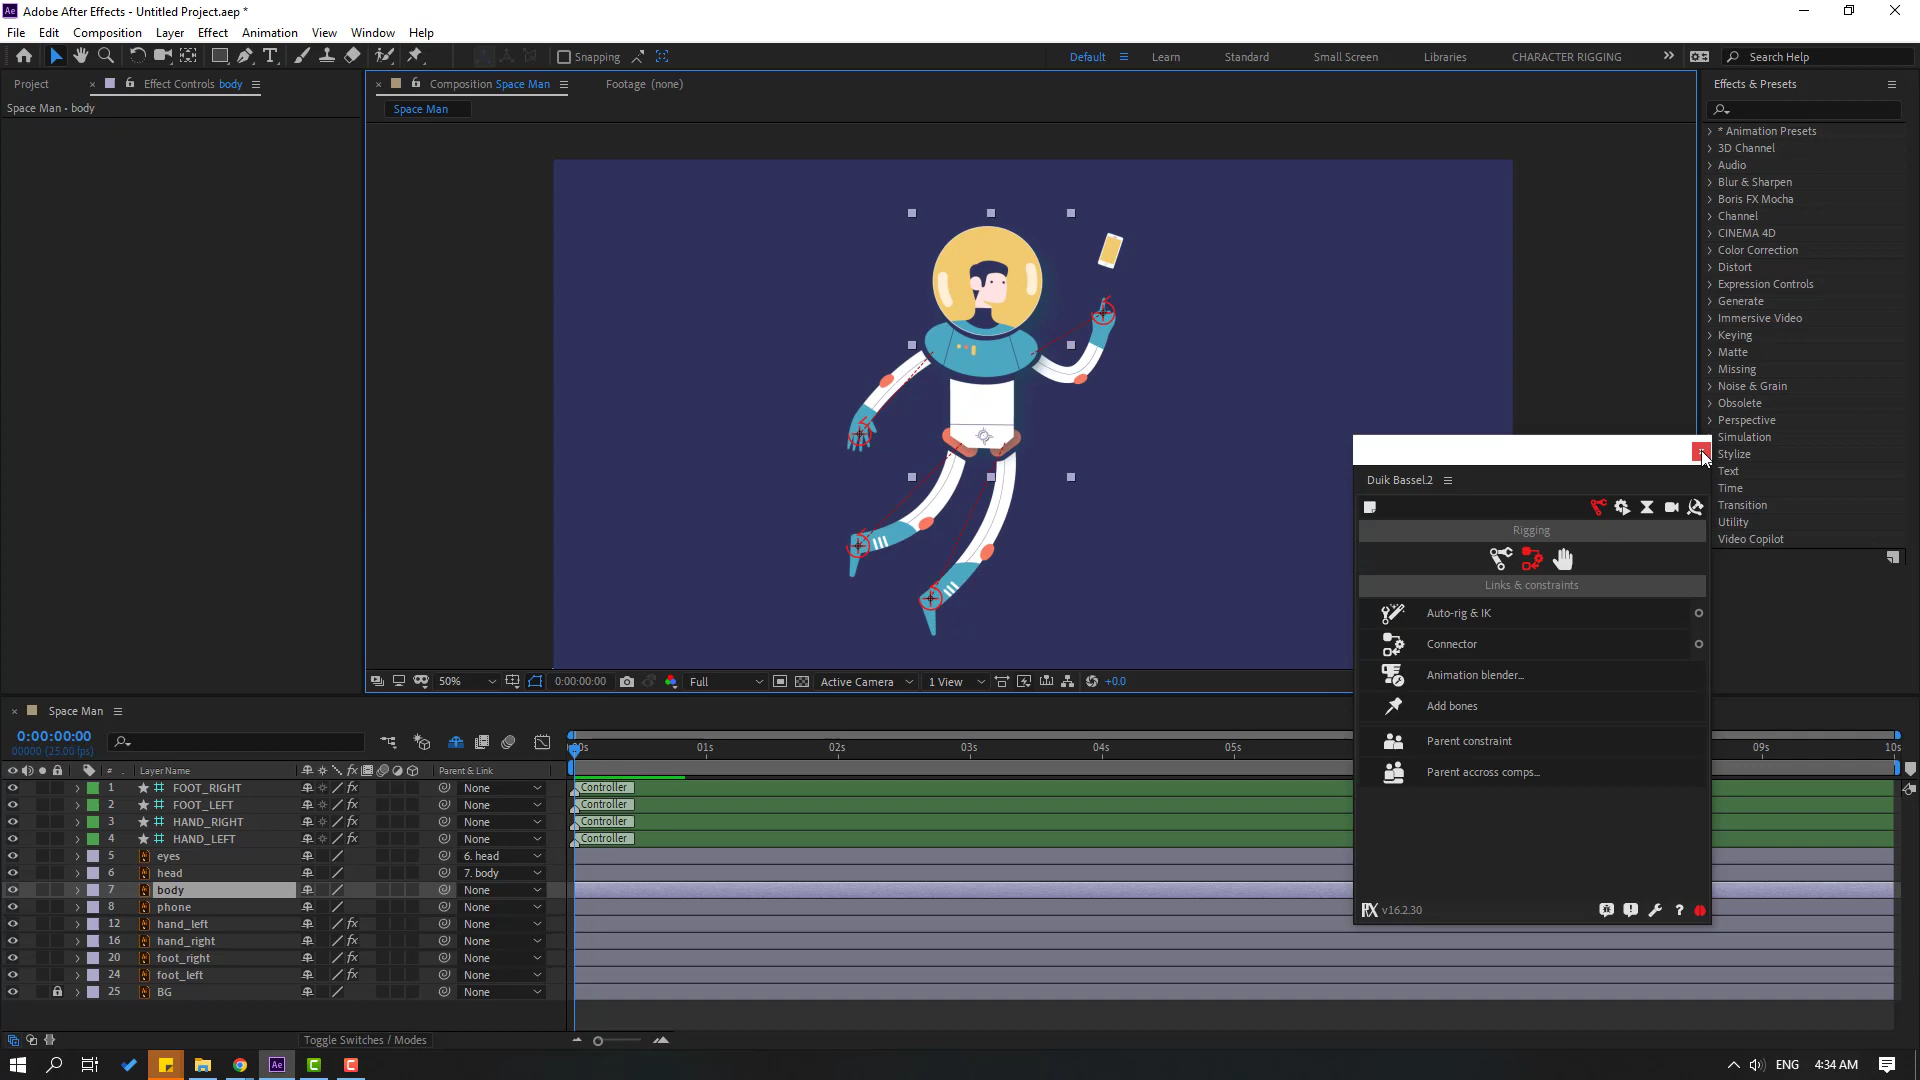 Ae Adobe After Effects - Untitled Project.aep *
File Edit Composition Layer Effect Animation View Window Help
Snapping Default Learn Standard Small Screen Libraries CHARACTER RIGGING Search Help
Project Effect Controls body
Space Man - body
Composition Space Man Footage (none)
Space Man
Effects & Presets
* Animation Presets
3D Channel
Audio
Blur & Sharpen
Boris FX Mocha
Channel
CINEMA 4D
Color Correction
Distort
Expression Controls
Generate
Immersive Video
Keying
Matte
Missing
Noise & Grain
Obsolete
Perspective
Simulation
Stylize
Text
Time
Transition
Utility
Video Copilot
Duik Bassel.2
Rigging
Links & constraints
Auto-rig & IK
Connector
Animation blender...
Add bones
Parent constraint
Parent accross comps...
v16.2.30
50% 0:00:00:00 Full Active Camera 1 View +0.0
Space Man
0:00:00:00
00000 (25.00 fps)
:00s 01s 02s 03s 04s 05s 09s 10s
# Layer Name Parent & Link
1 FOOT_RIGHT None Controller
2 FOOT_LEFT None Controller
3 HAND_RIGHT None Controller
4 HAND_LEFT None Controller
5 eyes 6. head
6 head 7. body
7 body None
8 phone None
12 hand_left None
16 hand_right None
20 foot_right None
24 foot_left None
25 BG None
Toggle Switches / Modes
Ae ENG 4:34 AM